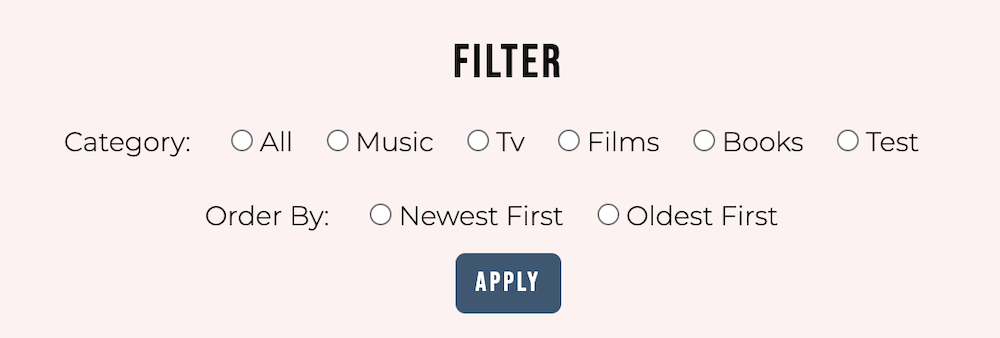 FILTER
Category: All Music Tv Films Books Test
Order By: Newest First Oldest First
APPLY